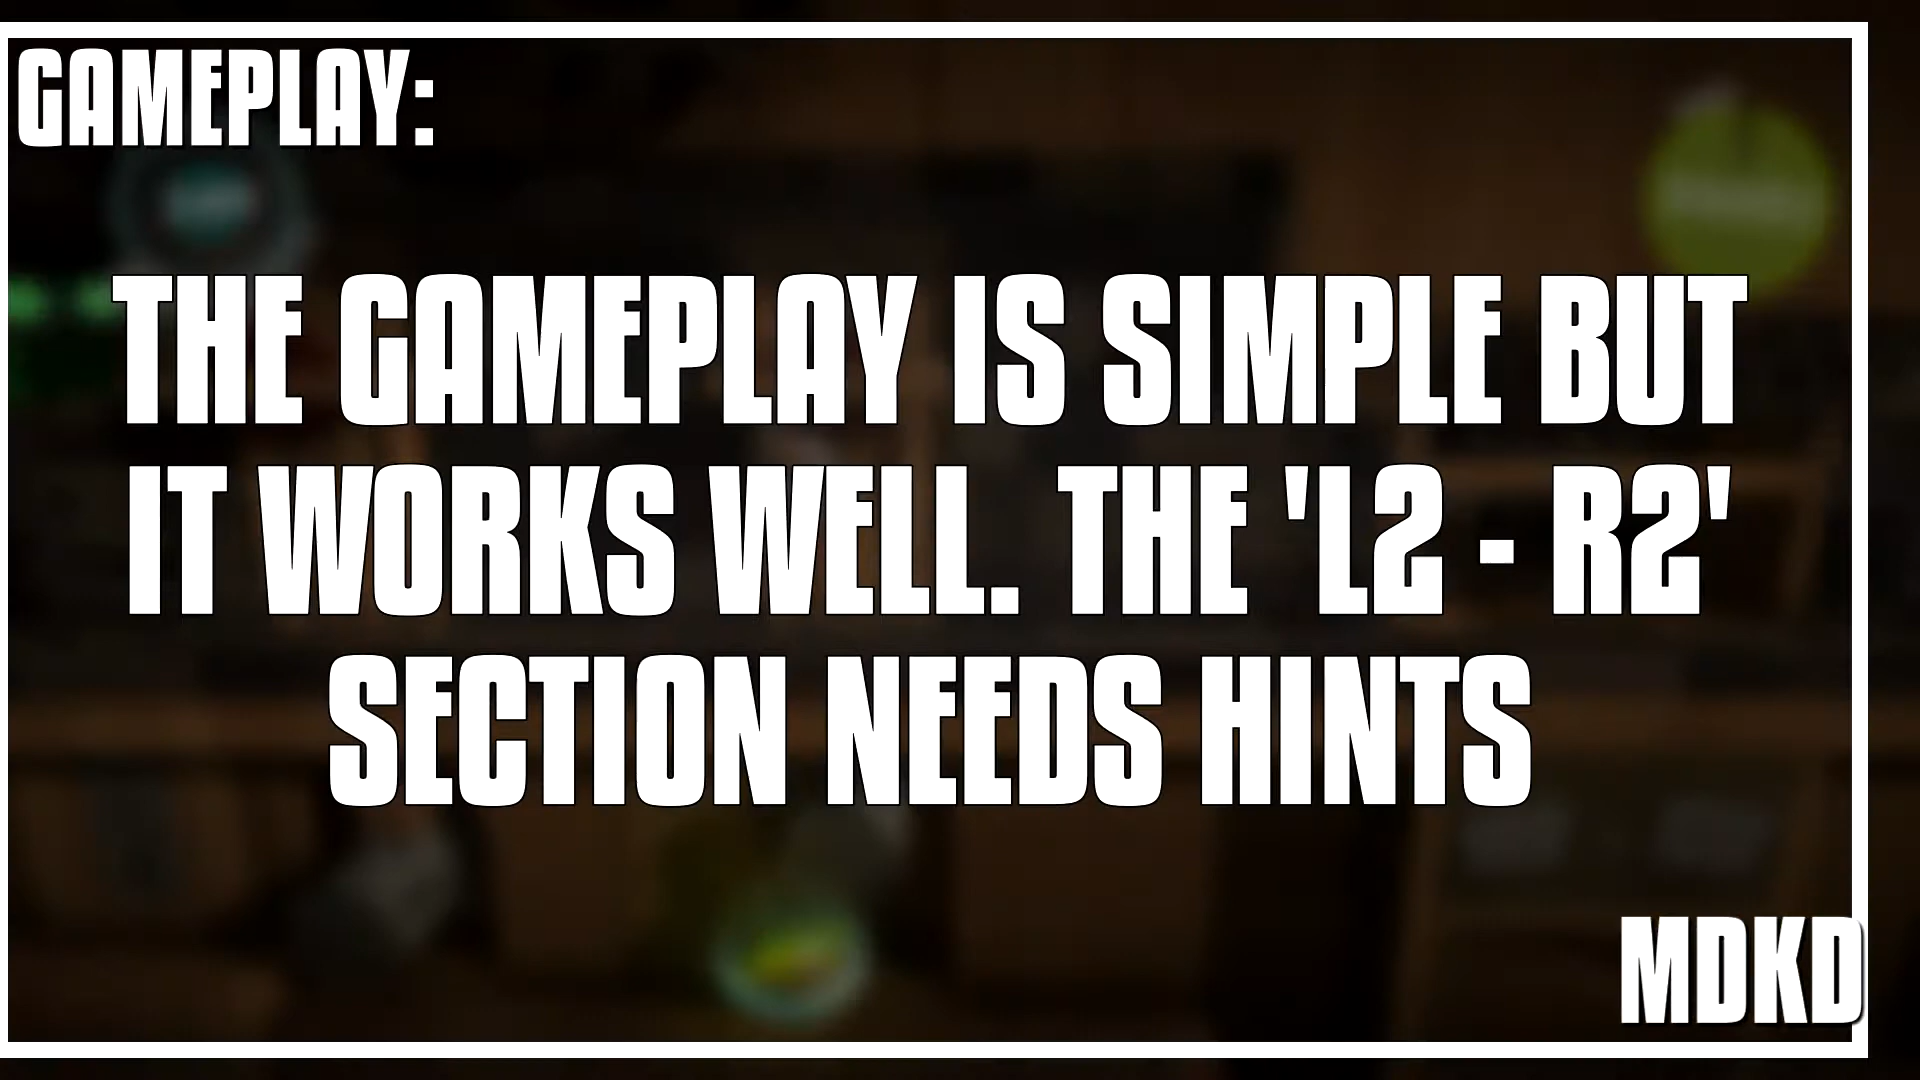 GAMEPLAY:
THE GAMEPLAY IS SIMPLE BUT
IT WORKS WELL. THE 'L2 - R2'
SECTION NEEDS HINTS
MDKD